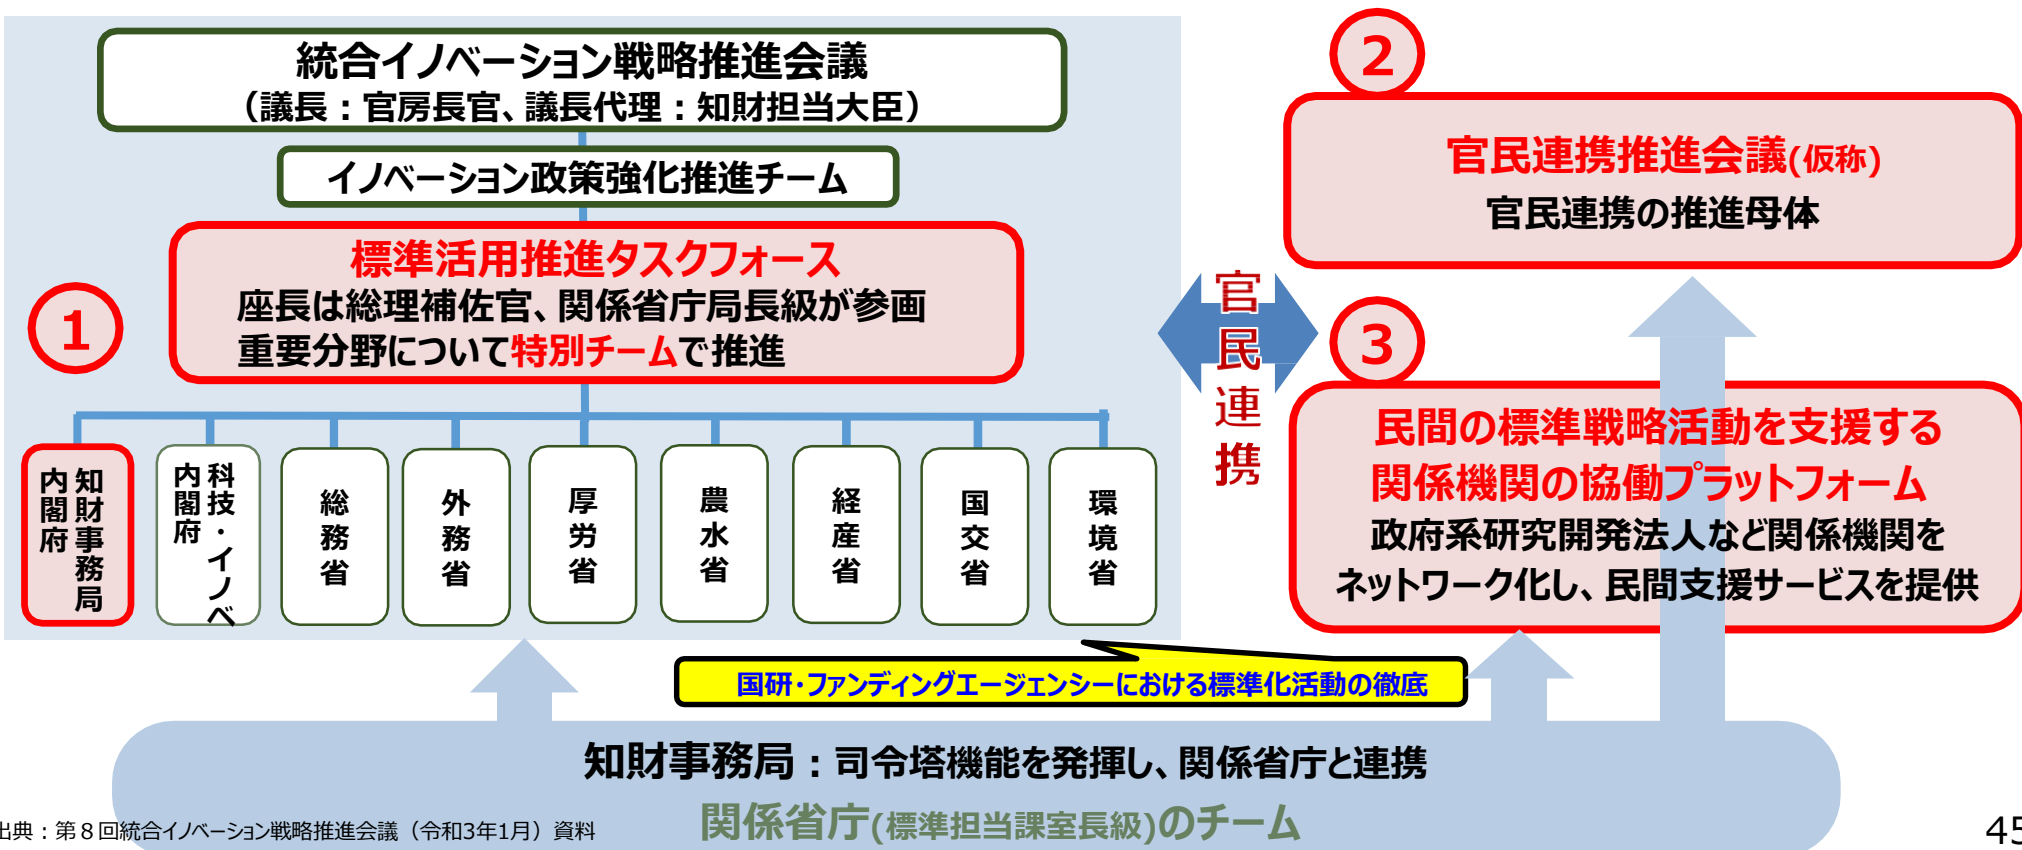 統合イノベーション戦略推進会議
（議長：官房長官、議長代理：知財担当大臣）
イノベーション政策強化推進チーム
1
標準活用推進タスクフォース
座長は総理補佐官、関係省庁局長級が参画
重要分野について特別チームで推進
内閣府
知財事務局
内閣府
科技・イノベ
総務省
外務省
厚労省
農水省
経産省
国交省
環境省
官民連携
2
官民連携推進会議(仮称)
官民連携の推進母体
3
民間の標準戦略活動を支援する
関係機関の協働プラットフォーム
政府系研究開発法人など関係機関を
ネットワーク化し、民間支援サービスを提供
国研・ファンディングエージェンシーにおける標準化活動の徹底
知財事務局：司令塔機能を発揮し、関係省庁と連携
関係省庁(標準担当課室長級)のチーム
出典：第８回統合イノベーション戦略推進会議（令和3年1月）資料
45